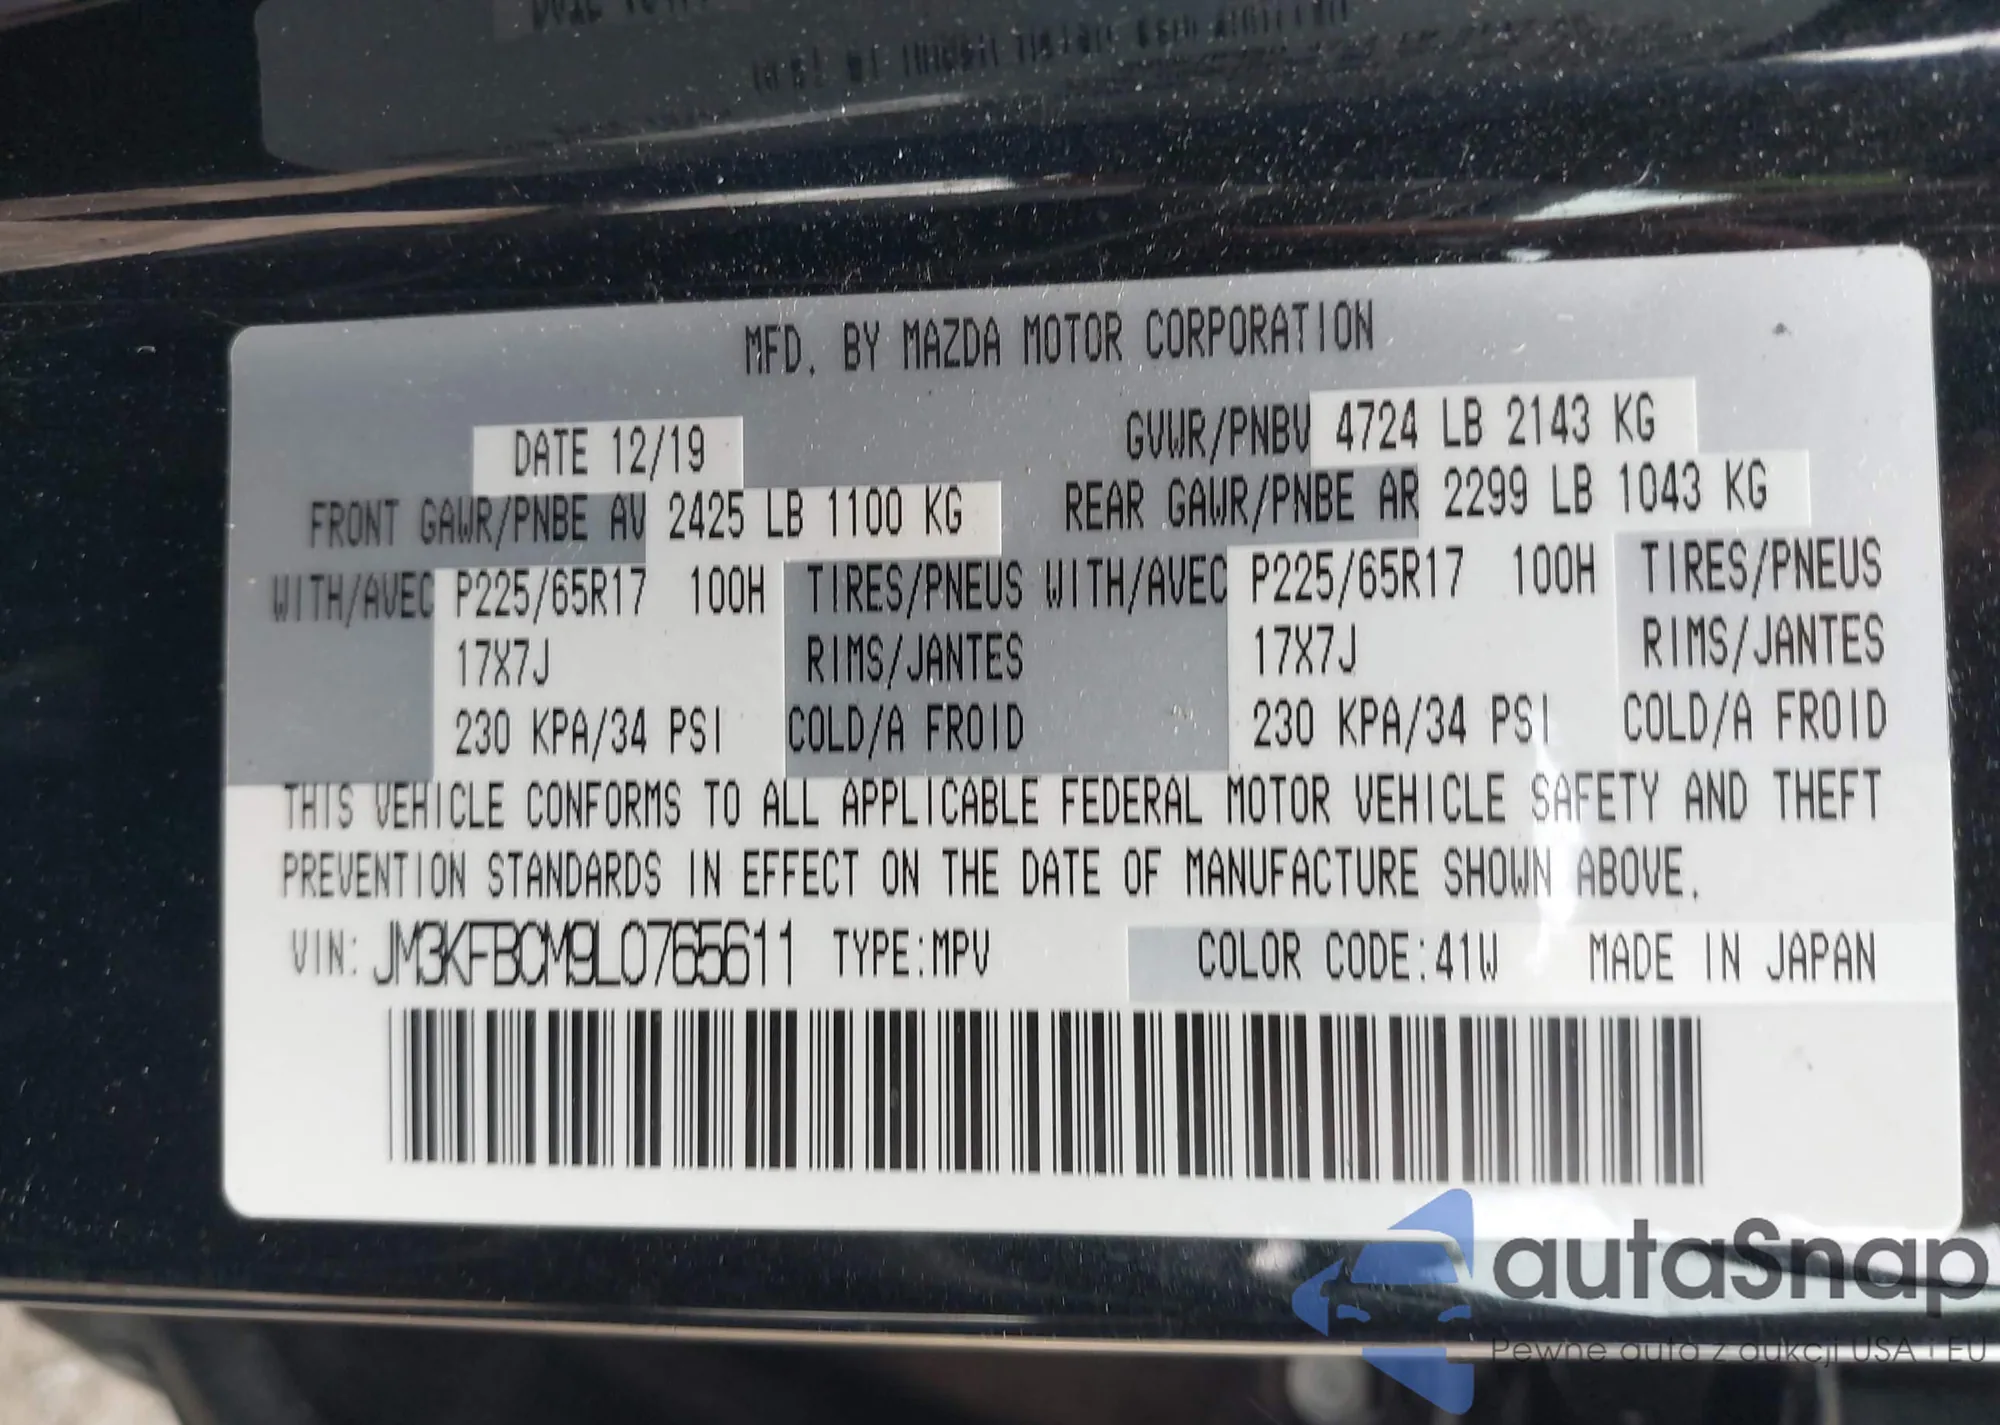 MFD. BY MAZDA MOTOR CORPORATION
DATE 12/19 GVWR/PNBV 4724 LB 2143 KG
FRONT GAWR/PNBE AV 2425 LB 1100 KG REAR GAWR/PNBE AR 2299 LB 1043 KG
WITH/AVEC P225/65R17 100H TIRES/PNEUS WITH/AVEC P225/65R17 100H TIRES/PNEUS
17X7J RIMS/JANTES 17X7J RIMS/JANTES
230 KPA/34 PSI COLD/A FROID 230 KPA/34 PSI COLD/A FROID
THIS VEHICLE CONFORMS TO ALL APPLICABLE FEDERAL MOTOR VEHICLE SAFETY AND THEFT
PREVENTION STANDARDS IN EFFECT ON THE DATE OF MANUFACTURE SHOWN ABOVE.
VIN: JM3KFBCM9L0765611 TYPE:MPV COLOR CODE:41W MADE IN JAPAN
autaSnap
Pewne auta z aukcji USA i EU